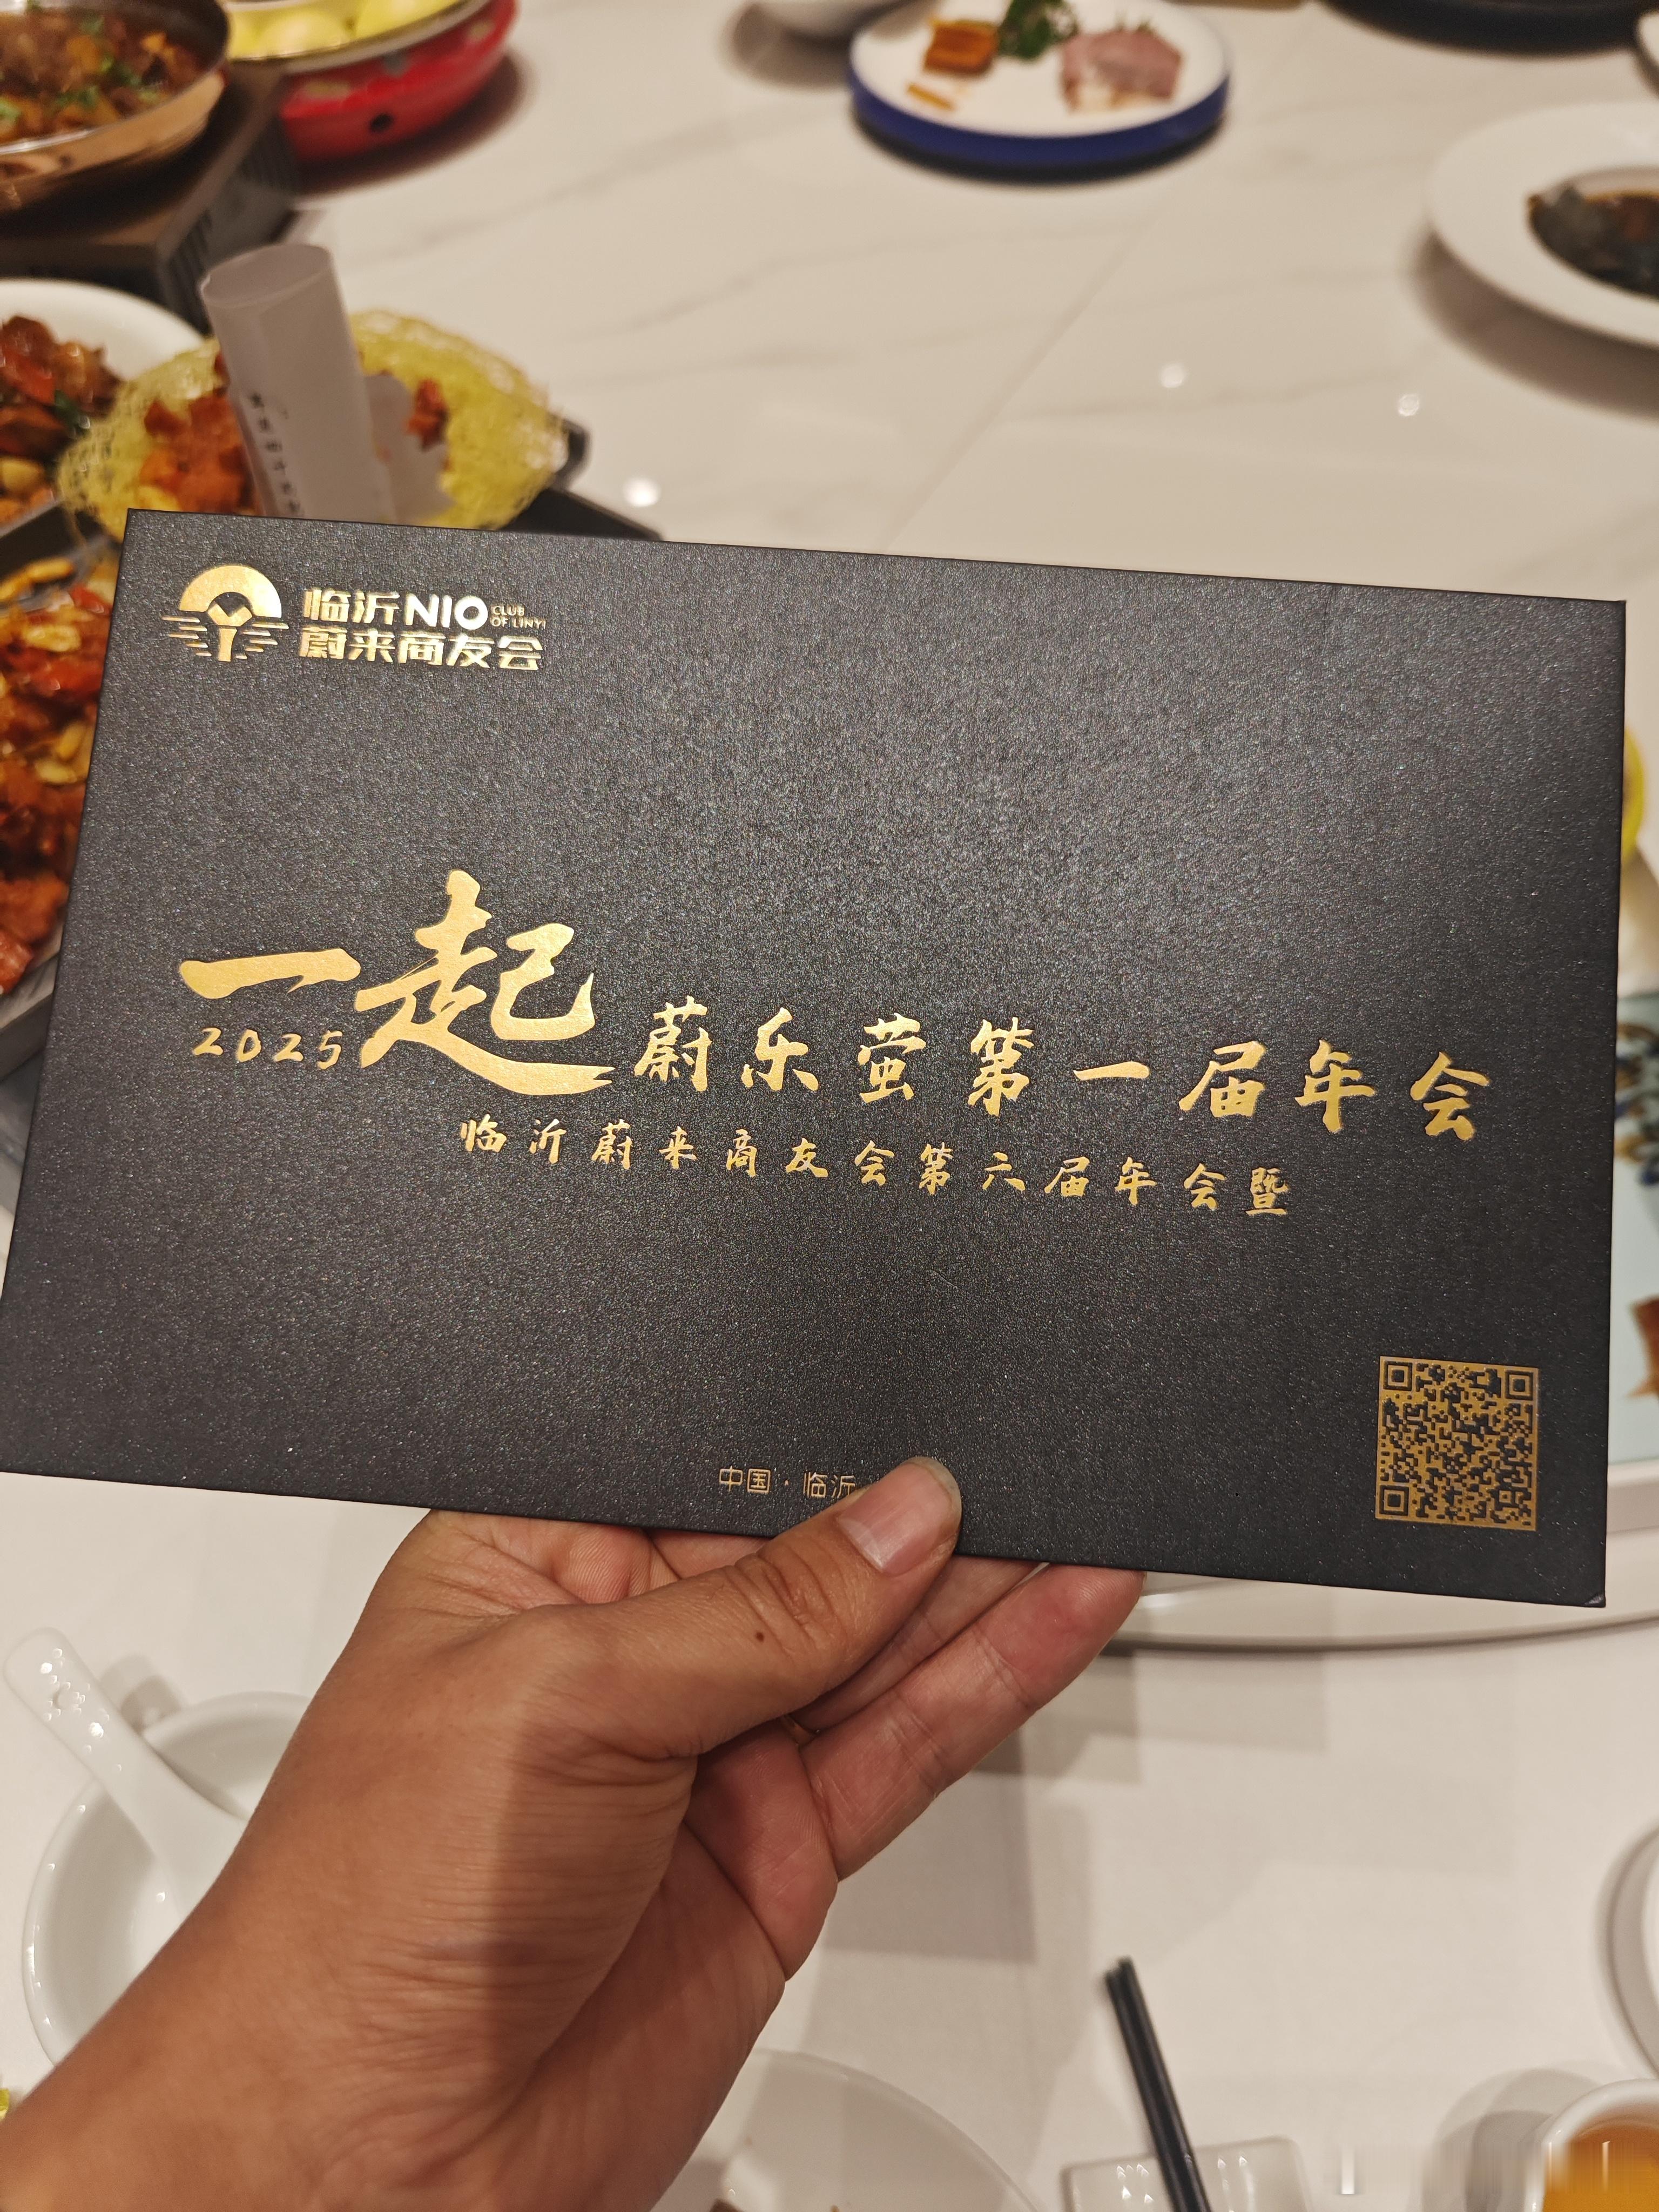 临沂NIO CLUB OF LINYI
蔚来商友会
2025一起蔚乐萤第一届年会
临沂蔚来商友会第六届年会暨
中国·临沂